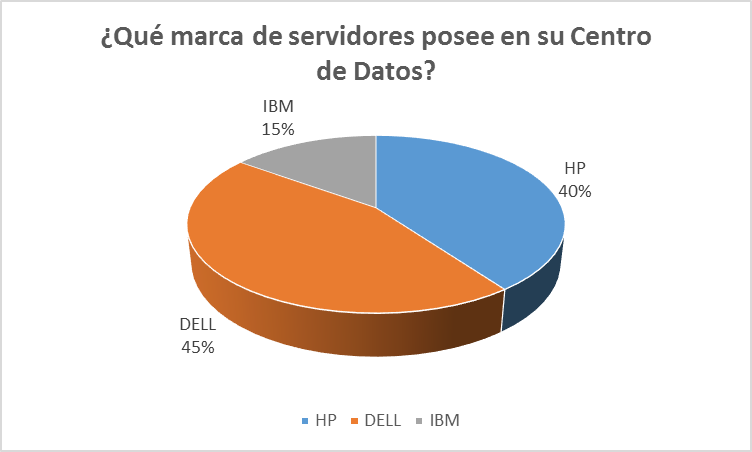 ¿Qué marca de servidores posee en su Centro
de Datos?
IBM
15%
HP
40%
DELL
45%
HP DELL IBM